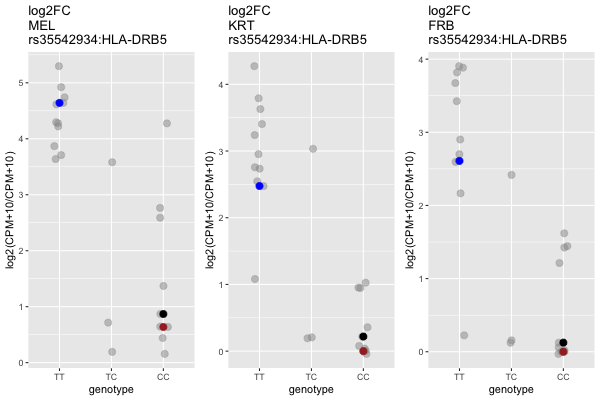 log2FC
MEL
rs35542934:HLA-DRB5
log2(CPM+10/CPM+10)
5
4
3
2
1
0
TT
TC
CC
genotype
log2FC
KRT
rs35542934:HLA-DRB5
log2(CPM+10/CPM+10)
4
3
2
1
0
TT
TC
CC
genotype
log2FC
FRB
rs35542934:HLA-DRB5
log2(CPM+10/CPM+10)
4
3
2
1
0
TT
TC
CC
genotype